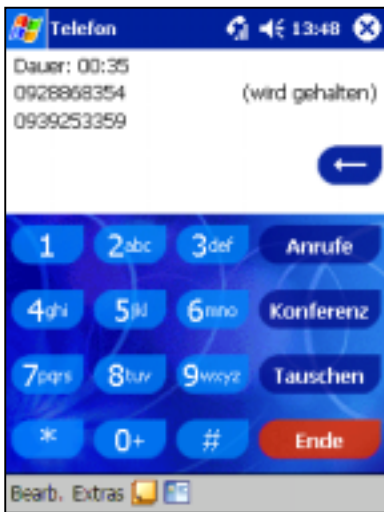 Telefon 13:48
Dauer: 00:35
0928868354 (wird gehalten)
0939253359
1 2abc 3def Anrufe
4ghi 5jkl 6mno Konferenz
7pqrs 8tuv 9wxyz Tauschen
* 0+ # Ende
Bearb. Extras